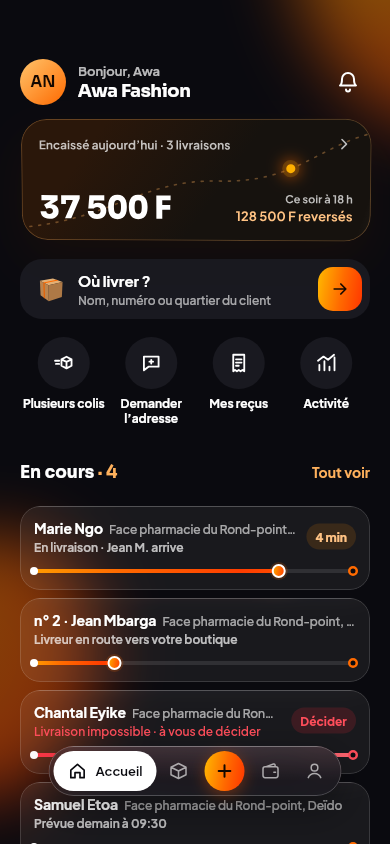 Bonjour, Awa
AN
Awa Fashion
Encaissé aujourd’hui · 3 livraisons
Ce soir à 18 h
37 500 F
128 500 F reversés
Où livrer ?
Nom, numéro ou quartier du client
Plusieurs colis
Demander
l’adresse
Mes reçus
Activité
En cours · 4
Tout voir
Marie Ngo Face pharmacie du Rond-point...
4 min
En livraison · Jean M. arrive
n° 2 · Jean Mbarga Face pharmacie du Rond-point, ...
Livreur en route vers votre boutique
Chantal Eyike Face pharmacie du Ron...
Décider
Livraison impossible · à vous de décider
Accueil
Samuel Etoa Face pharmacie du Rond-point, Deïdo
Prévue demain à 09:30